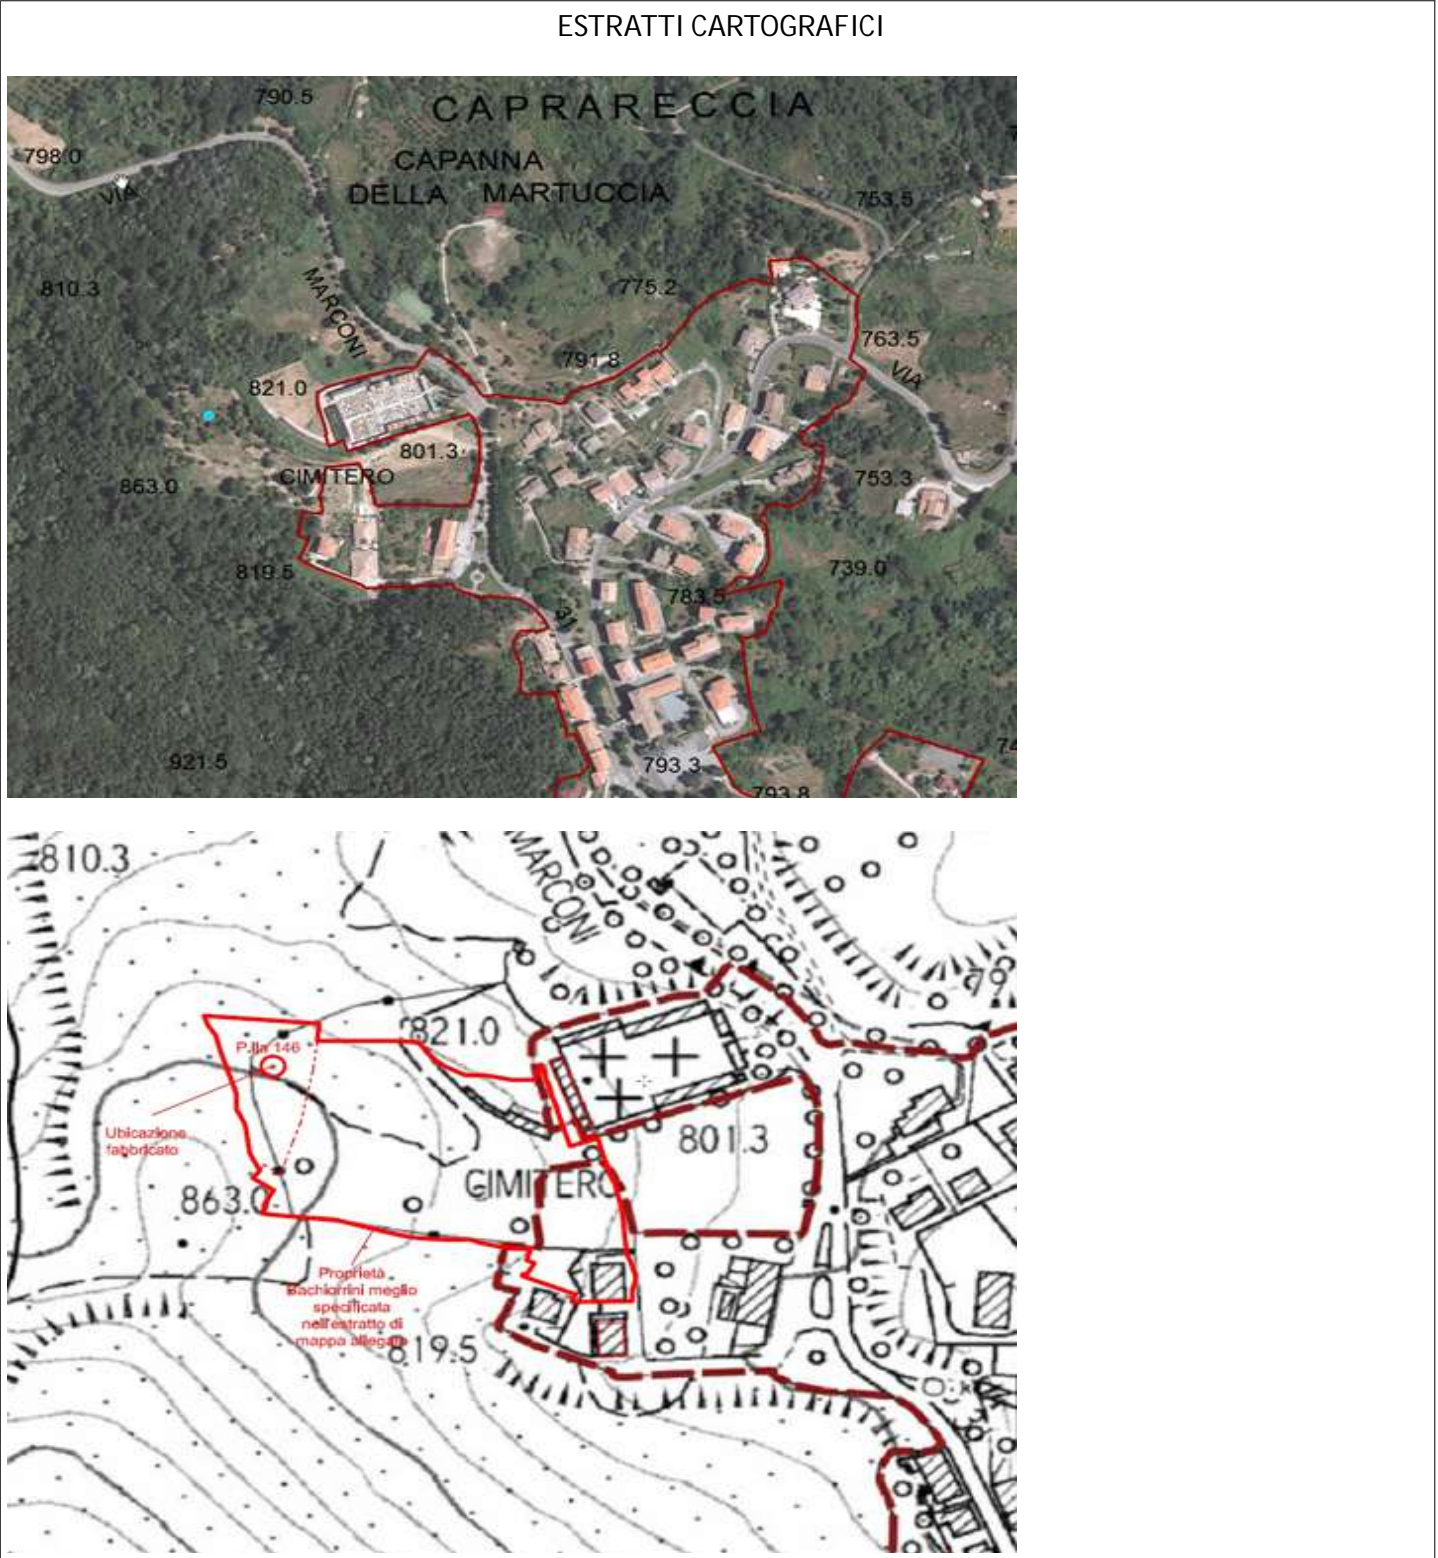 ESTRATTI CARTOGRAFICI
790.5
CAPRARECCIA
798.0
CAPANNA
DELLA MARTUCCIA
VIA
753.5
810.3
MARCONI
775.2
763.5
791.8
VIA
821.0
801.3
CIMITERO
863.0
753.3
819.5
739.0
783.5
31
921.5
793.3
793.8
810.3
MARCONI
79
821.0
P.lla 146
Ubicazione
fabbricato
801.3
CIMITERO
863.0
Proprietà
Bachiorrini meglio
specificata
nell'estratto di
mappa allegato
819.5